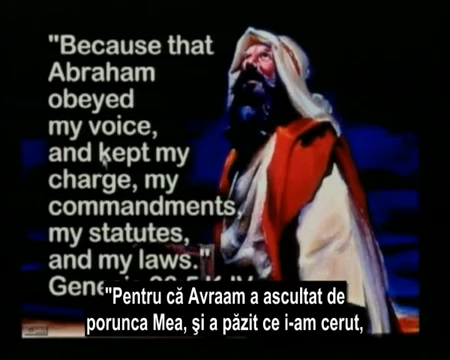 "Because that
Abraham
obeyed
my voice,
and kept my
charge, my
commandments,
my statutes,
and my laws."
"Pentru că Avraam a ascultat de
porunca Mea, şi a păzit ce i-am cerut,